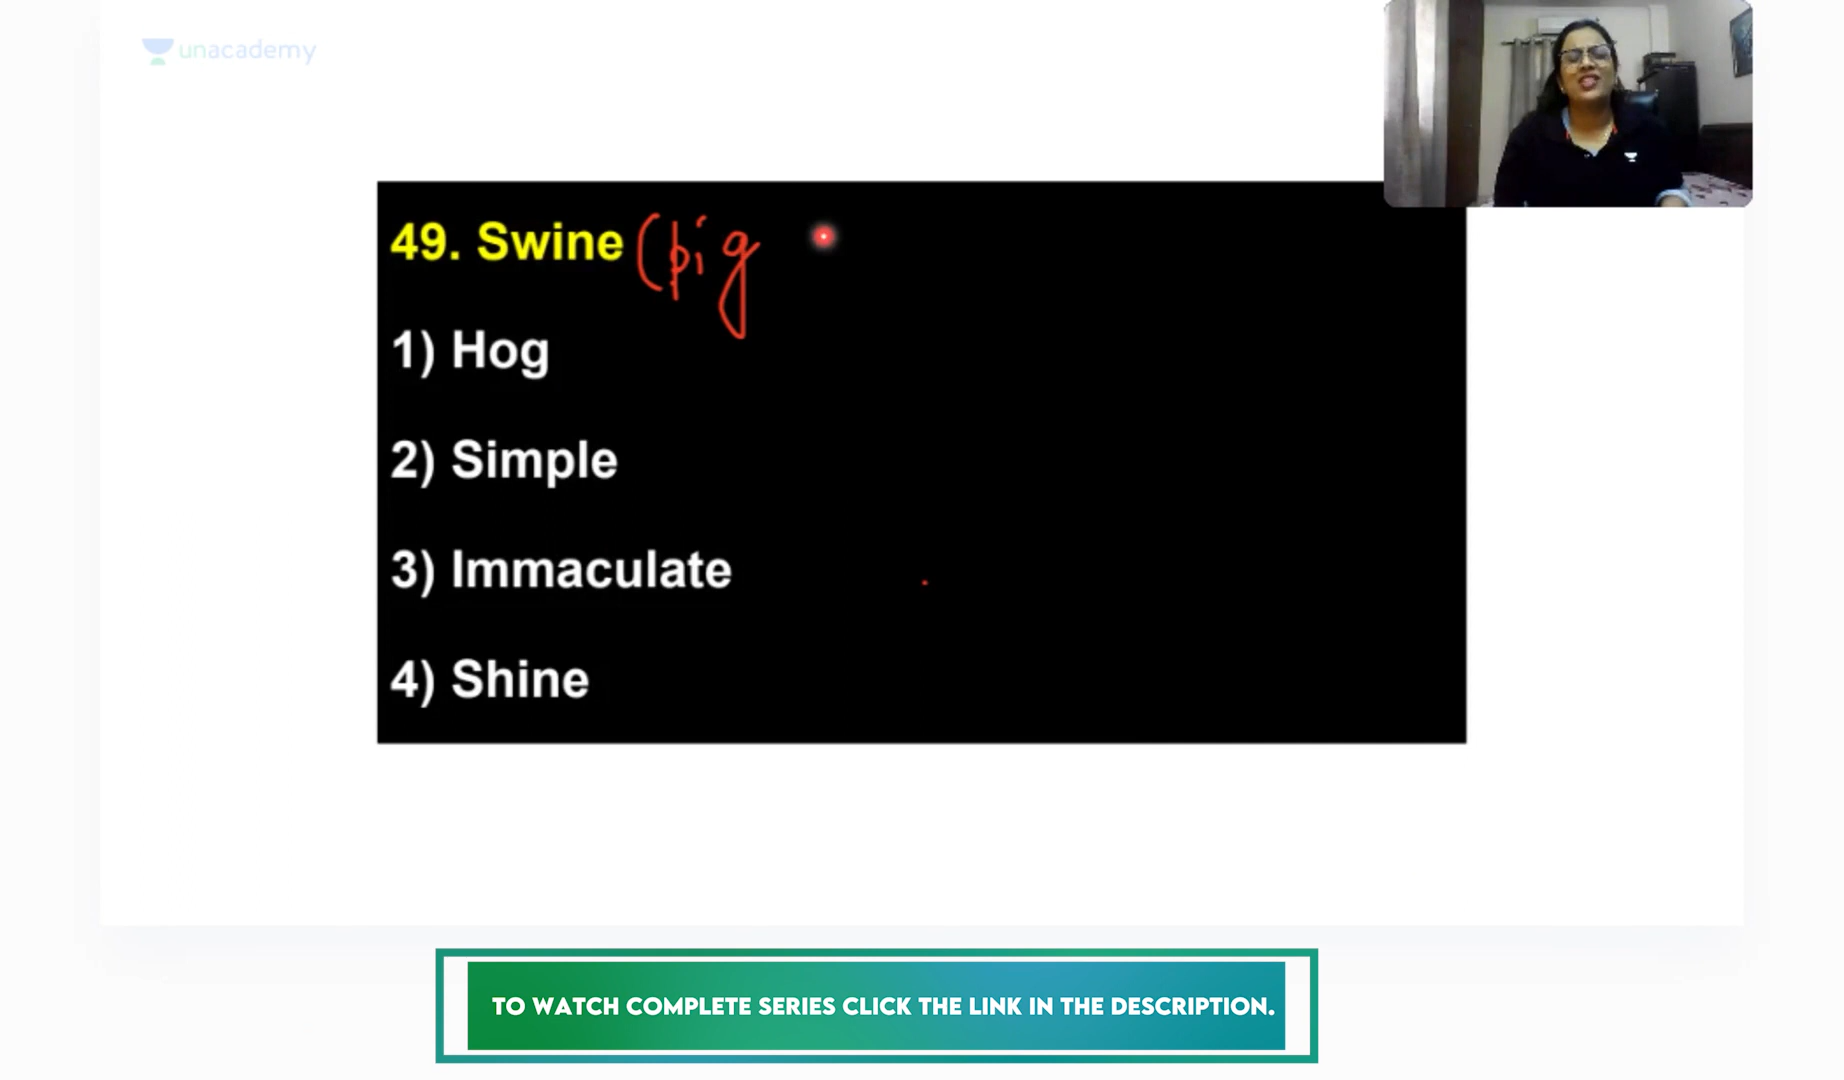 unacademy
49. Swine (pig
1) Hog
2) Simple
3) Immaculate
4) Shine
TO WATCH COMPLETE SERIES CLICK THE LINK IN THE DESCRIPTION.